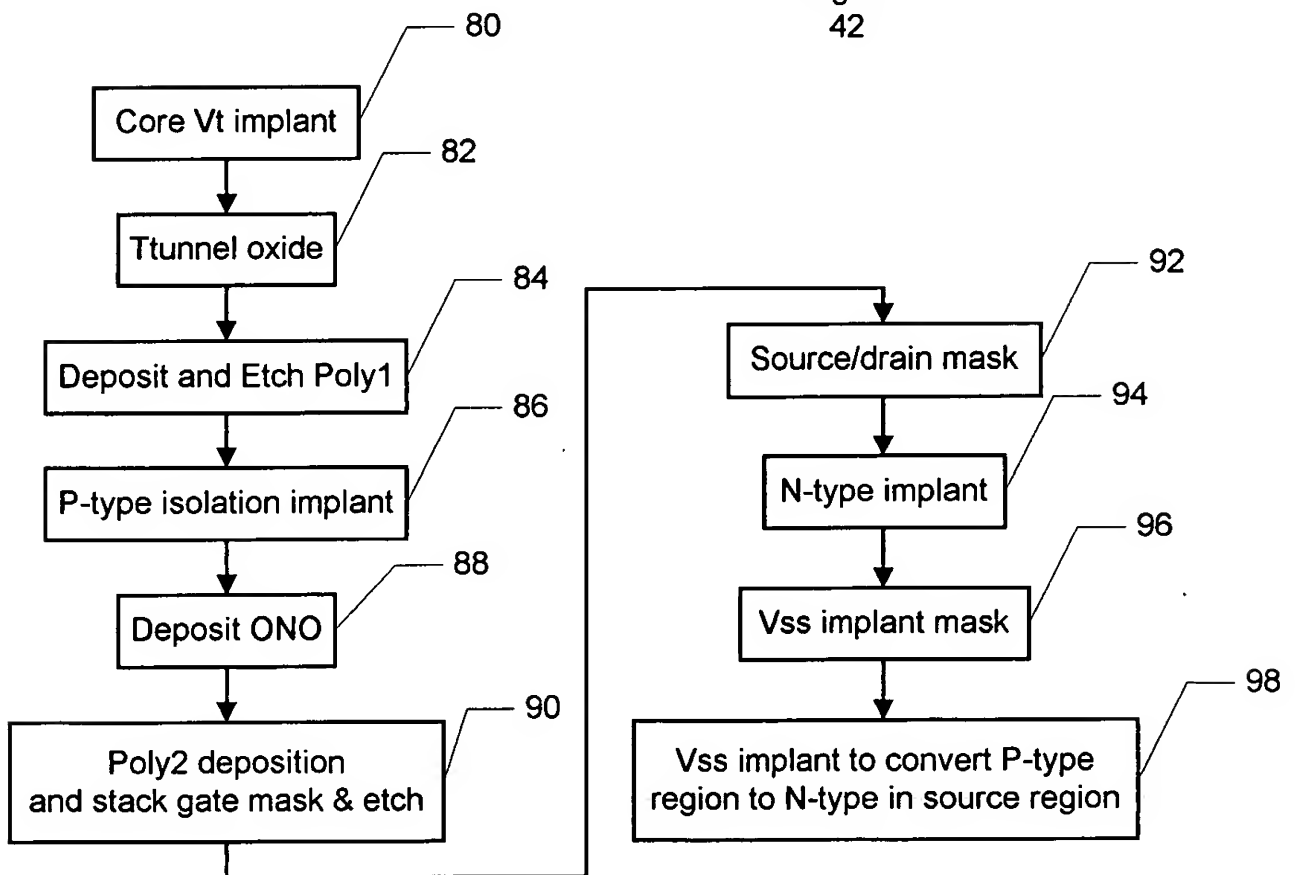 42
80
Core Vt implant
82
Ttunnel oxide
84
Deposit and Etch Poly1
86
P-type isolation implant
88
Deposit ONO
90
Poly2 deposition
and stack gate mask & etch
92
Source/drain mask
94
N-type implant
96
Vss implant mask
98
Vss implant to convert P-type
region to N-type in source region